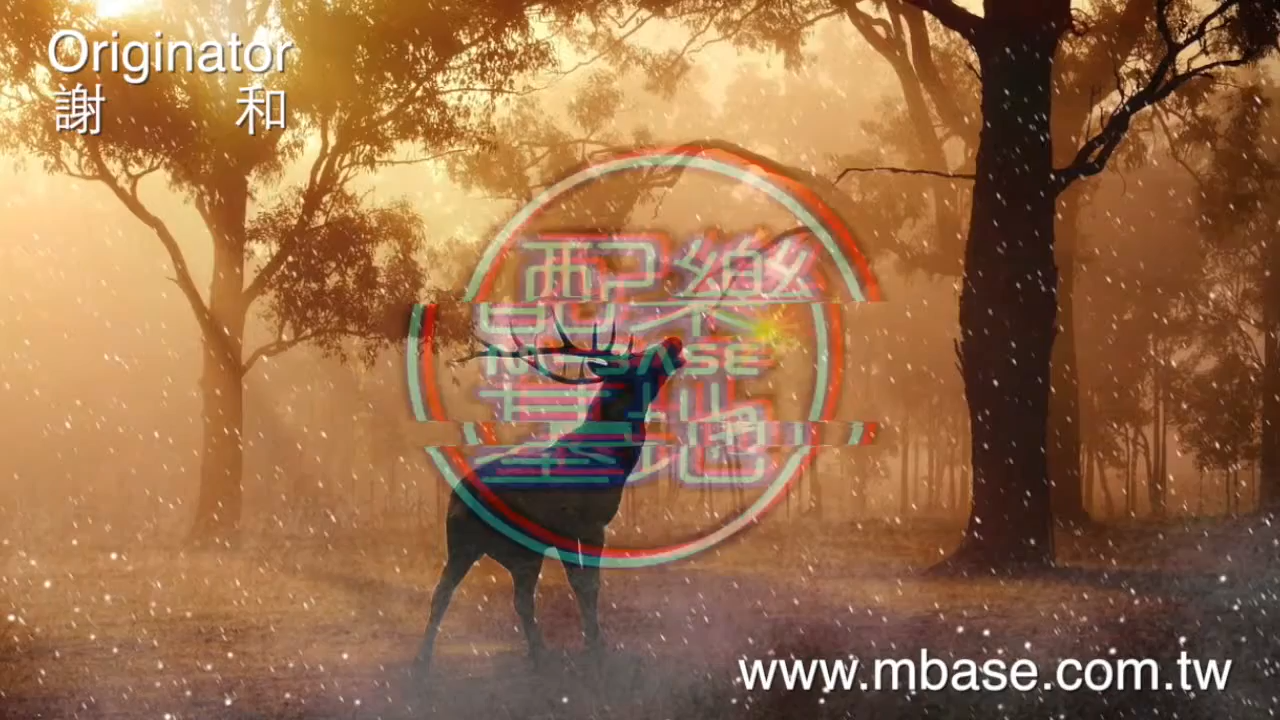 Originator
謝 和
配樂
MBASE
基地
www.mbase.com.tw